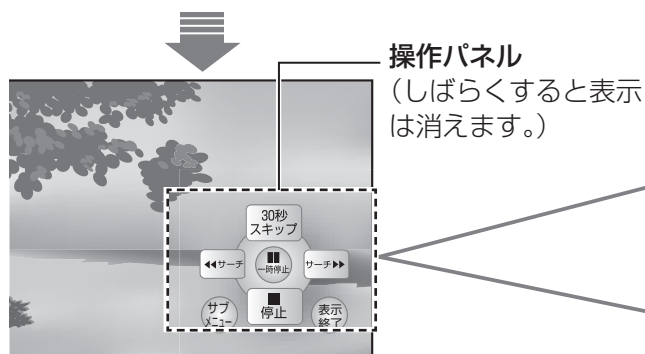 操作パネル
（しばらくすると表示
は消えます。）
30秒
スキップ
◀◀サーチ
一時停止
サーチ▶▶
サブ
メニュー
停止
表示
終了